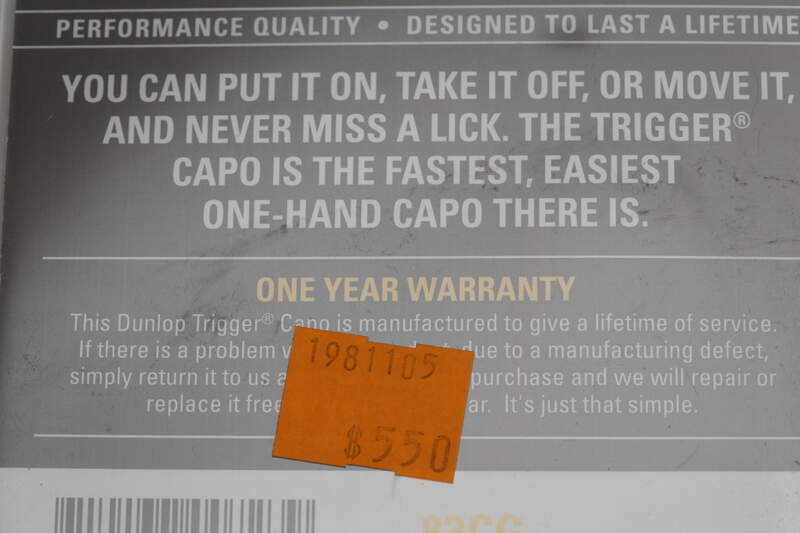 PERFORMANCE QUALITY • DESIGNED TO LAST A LIFETIME
YOU CAN PUT IT ON, TAKE IT OFF, OR MOVE IT,
AND NEVER MISS A LICK. THE TRIGGER®
CAPO IS THE FASTEST, EASIEST
ONE-HAND CAPO THERE IS.
ONE YEAR WARRANTY
This Dunlop Trigger® Capo is manufactured to give a lifetime of service.
If there is a problem due to a manufacturing defect,
simply return it to us purchase and we will repair or
replace it free It's just that simple.
1981105
$550